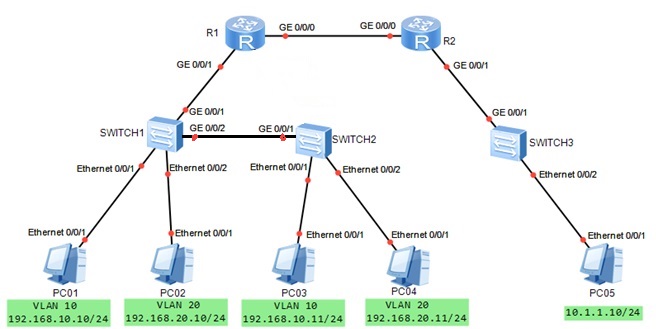 R1
GE 0/0/0
GE 0/0/0
R2
GE 0/0/1
GE 0/0/1
GE 0/0/1
GE 0/0/1
SWITCH1
GE 0/0/2
GE 0/0/1
SWITCH2
SWITCH3
Ethernet 0/0/1
Ethernet 0/0/2
Ethernet 0/0/1
Ethernet 0/0/2
Ethernet 0/0/2
Ethernet 0/0/1
Ethernet 0/0/1
Ethernet 0/0/1
Ethernet 0/0/1
Ethernet 0/0/1
PC01
PC02
PC03
PC04
PC05
VLAN 10
192.168.10.10/24
VLAN 20
192.168.20.10/24
VLAN 10
192.168.10.11/24
VLAN 20
192.168.20.11/24
10.1.1.10/24